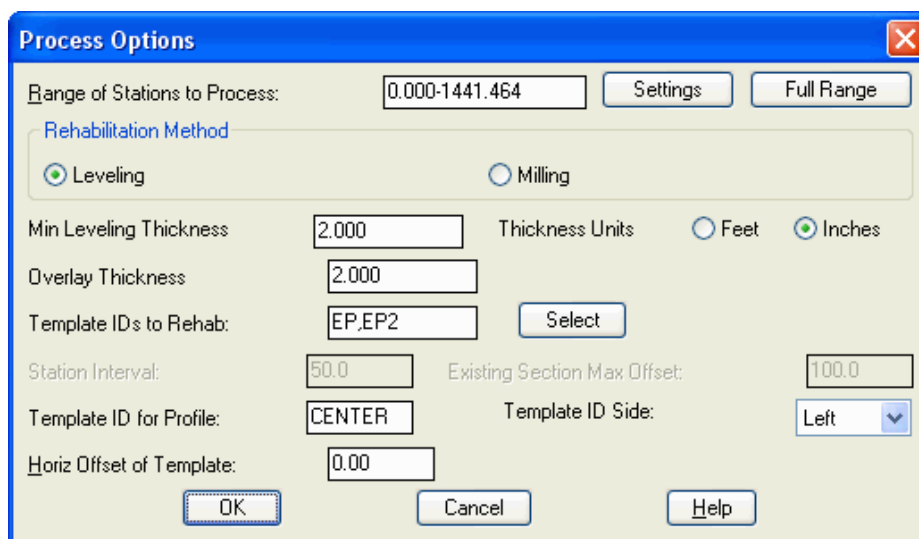 Process Options
Range of Stations to Process: 0.000-1441.464 Settings Full Range
Rehabilitation Method
Leveling Milling
Min Leveling Thickness 2.000 Thickness Units Feet Inches
Overlay Thickness 2.000
Template IDs to Rehab: EP,EP2 Select
Station Interval: 50.0 Existing Section Max Offset: 100.0
Template ID for Profile: CENTER Template ID Side: Left
Horiz Offset of Template: 0.00
OK Cancel Help